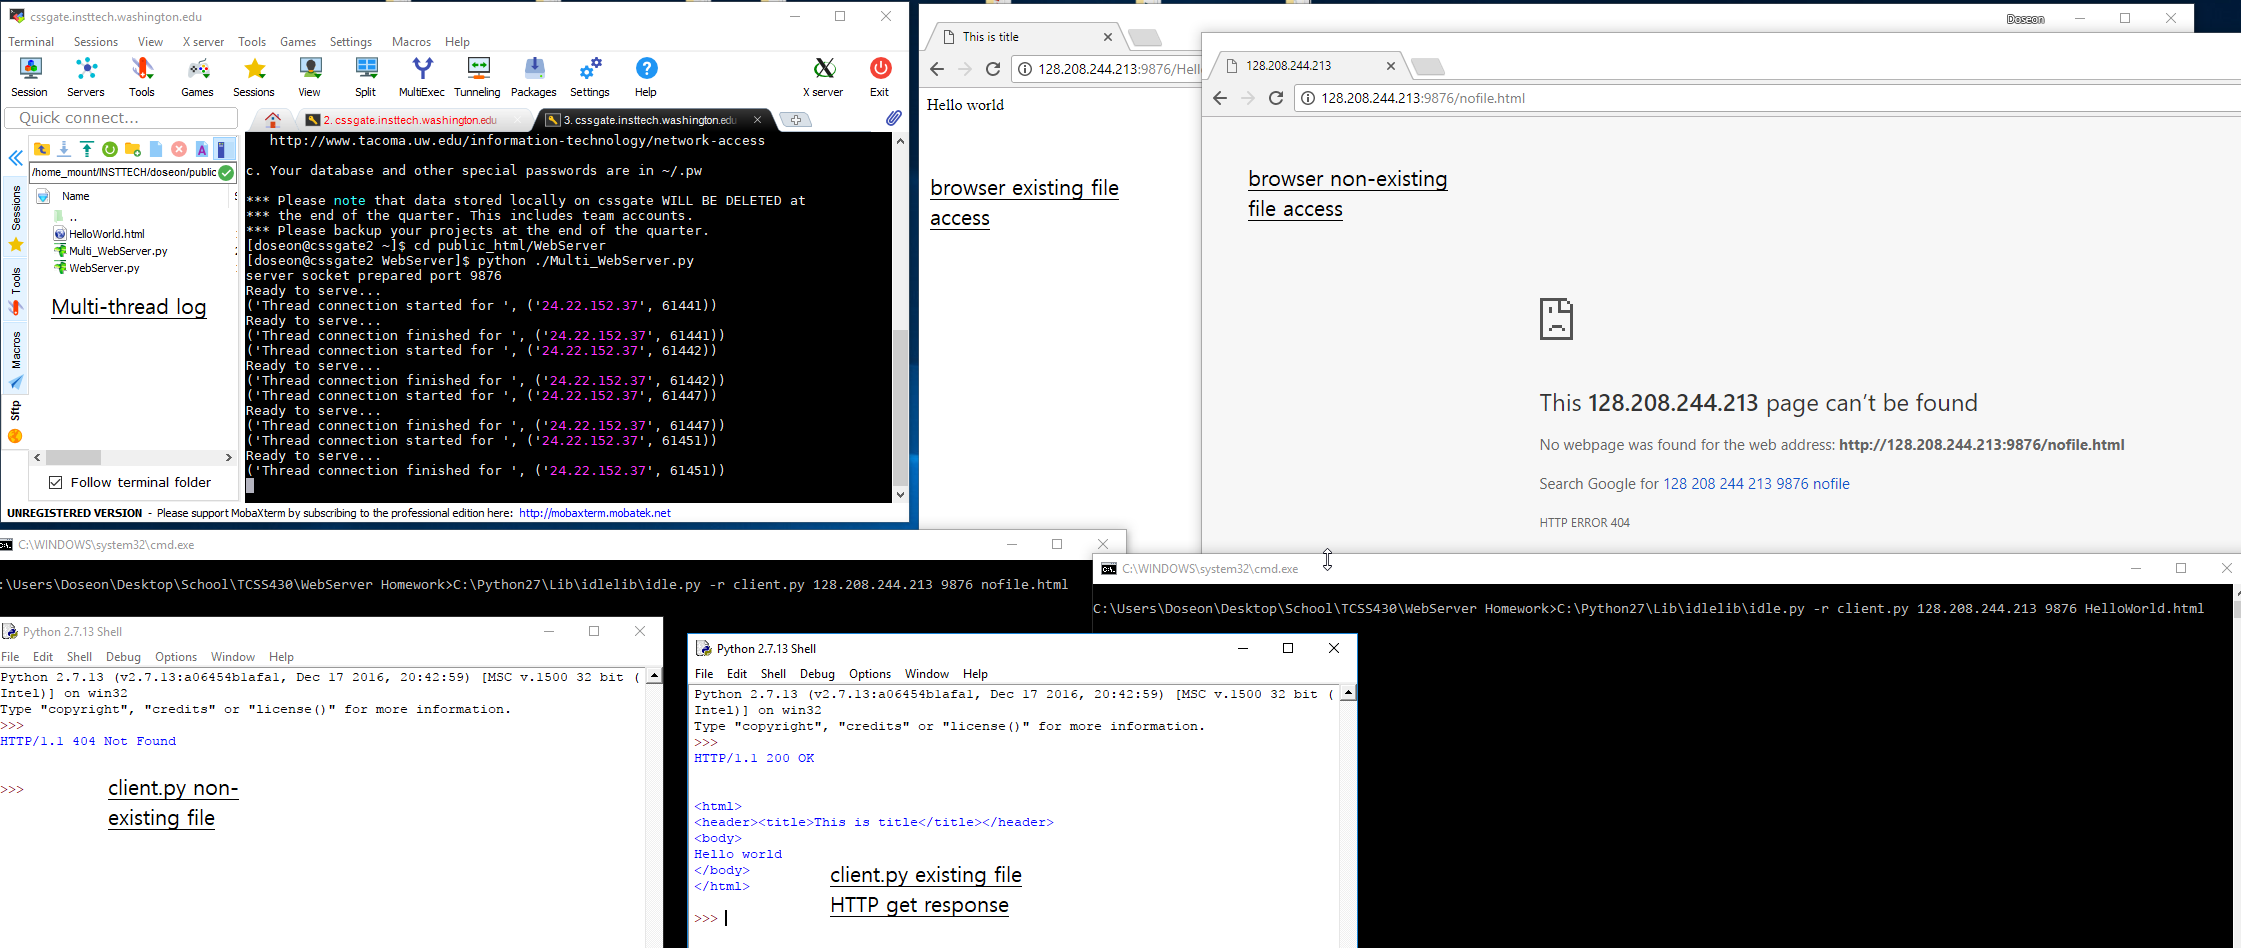 cssgate.insttech.washington.edu
Terminal Sessions View X server Tools Games Settings Macros Help
Session Servers Tools Games Sessions View Split MultiExec Tunneling Packages Settings Help X server Exit
Quick connect...
2. cssgate.insttech.washington.edu
3. cssgate.insttech.washington.edu
/home_mount/INSTTECH/doseon/public
Name
..
HelloWorld.html
Multi_WebServer.py
WebServer.py
Sessions
Tools
Macros
Sftp
Multi-thread log
Follow terminal folder
http://www.tacoma.uw.edu/information-technology/network-access
c. Your database and other special passwords are in ~/.pw
*** Please note that data stored locally on cssgate WILL BE DELETED at
*** the end of the quarter. This includes team accounts.
*** Please backup your projects at the end of the quarter.
[doseon@cssgate2 ~]$ cd public_html/WebServer
[doseon@cssgate2 WebServer]$ python ./Multi_WebServer.py
server socket prepared port 9876
Ready to serve...
('Thread connection started for ', ('24.22.152.37', 61441))
Ready to serve...
('Thread connection finished for ', ('24.22.152.37', 61441))
('Thread connection started for ', ('24.22.152.37', 61442))
Ready to serve...
('Thread connection finished for ', ('24.22.152.37', 61442))
('Thread connection started for ', ('24.22.152.37', 61447))
Ready to serve...
('Thread connection finished for ', ('24.22.152.37', 61447))
('Thread connection started for ', ('24.22.152.37', 61451))
Ready to serve...
('Thread connection finished for ', ('24.22.152.37', 61451))
UNREGISTERED VERSION - Please support MobaXterm by subscribing to the professional edition here: http://mobaxterm.mobatek.net
Doseon
This is title
128.208.244.213:9876/Hell
Hello world
browser existing file
access
128.208.244.213
128.208.244.213:9876/nofile.html
browser non-existing
file access
This 128.208.244.213 page can't be found
No webpage was found for the web address: http://128.208.244.213:9876/nofile.html
Search Google for 128 208 244 213 9876 nofile
HTTP ERROR 404
C:\WINDOWS\system32\cmd.exe
:\Users\Doseon\Desktop\School\TCSS430\WebServer Homework>C:\Python27\Lib\idlelib\idle.py -r client.py 128.208.244.213 9876 nofile.html
C:\WINDOWS\system32\cmd.exe
C:\Users\Doseon\Desktop\School\TCSS430\WebServer Homework>C:\Python27\Lib\idlelib\idle.py -r client.py 128.208.244.213 9876 HelloWorld.html
Python 2.7.13 Shell
File Edit Shell Debug Options Window Help
Python 2.7.13 (v2.7.13:a06454b1afa1, Dec 17 2016, 20:42:59) [MSC v.1500 32 bit (
Intel)] on win32
Type "copyright", "credits" or "license()" for more information.
>>>
HTTP/1.1 404 Not Found
>>>
client.py non-
existing file
Python 2.7.13 Shell
File Edit Shell Debug Options Window Help
Python 2.7.13 (v2.7.13:a06454b1afa1, Dec 17 2016, 20:42:59) [MSC v.1500 32 bit (
Intel)] on win32
Type "copyright", "credits" or "license()" for more information.
>>>
HTTP/1.1 200 OK
<html>
<header><title>This is title</title></header>
<body>
Hello world
</body>
</html>
>>>
client.py existing file
HTTP get response